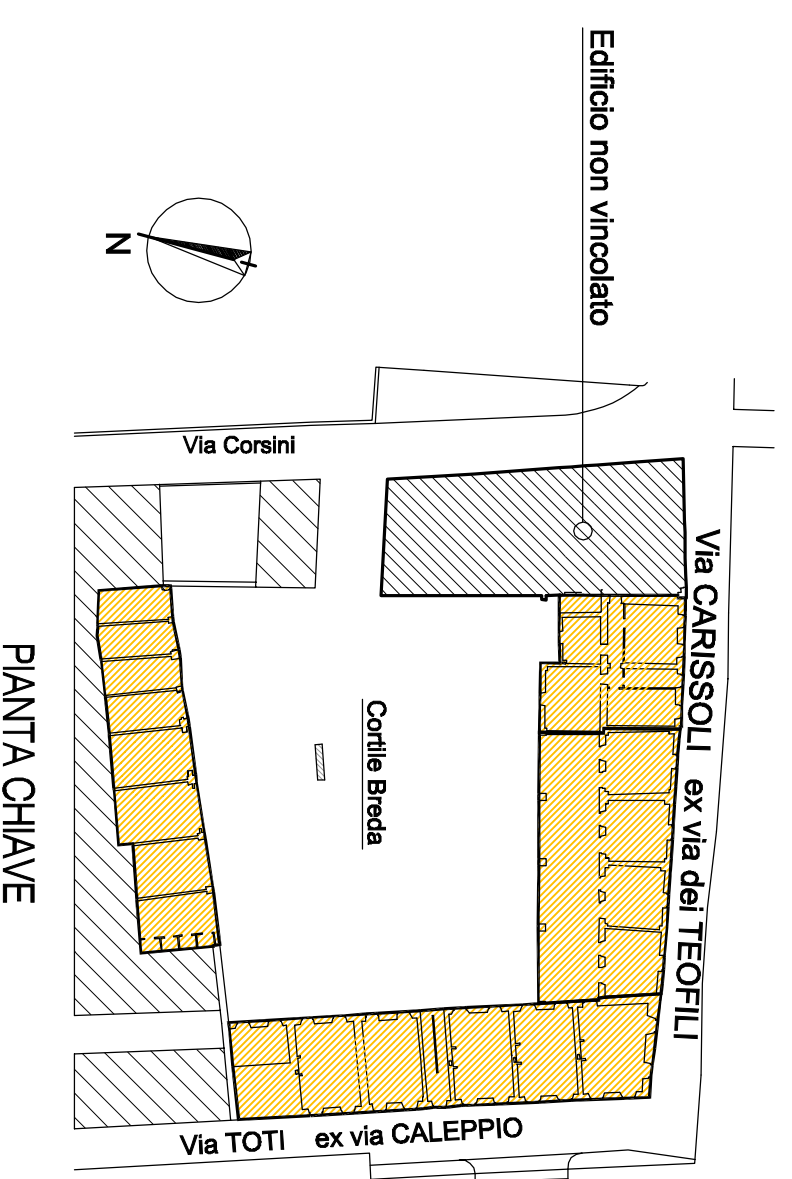 Edificio non vincolato
N
Via Corsini
Via CARISSOLI ex via dei TEOFILI
Cortile Breda
PIANTA CHIAVE
Via TOTI ex via CALEPPIO